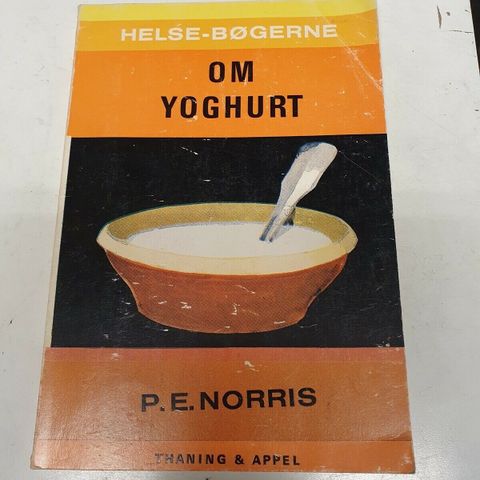 HELSE-BØGERNE
OM
YOGHURT
P.E.NORRIS
THANING & APPEL